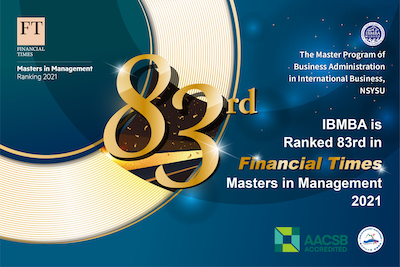 FT
FINANCIAL
TIMES
Masters in Management
Ranking 2021
83rd
The Master Program of
Business Administration
in International Business,
NSYSU
IBMBA is
Ranked 83rd in
Financial Times
Masters in Management
2021
AACSB
ACCREDITED